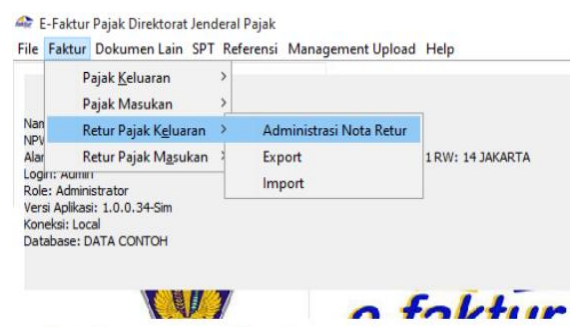 E-Faktur Pajak Direktorat Jenderal Pajak
File Faktur Dokumen Lain SPT Referensi Management Upload Help
Pajak Keluaran >
Pajak Masukan >
Retur Pajak Keluaran > Administrasi Nota Retur
Retur Pajak Masukan > Export
Import
1 RW: 14 JAKARTA
Login: Admin
Role: Administrator
Versi Aplikasi: 1.0.0.34-Sim
Koneksi: Local
Database: DATA CONTOH
e-faktur